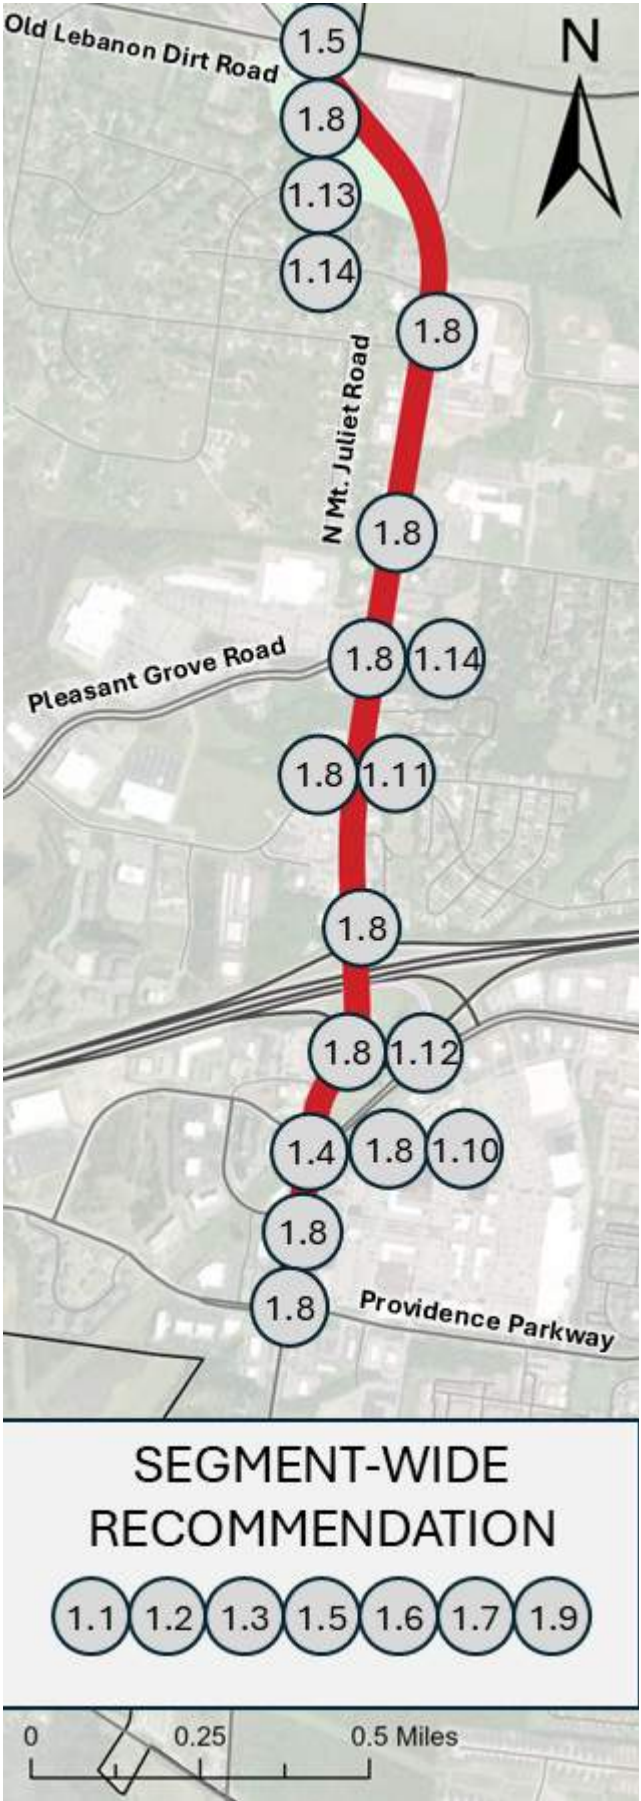 Old Lebanon Dirt Road
1.5
N
1.8
1.13
1.14
1.8
N Mt. Juliet Road
1.8
Pleasant Grove Road
1.8 1.14
1.8 1.11
1.8
1.8 1.12
1.4 1.8 1.10
1.8
1.8
Providence Parkway
SEGMENT-WIDE
RECOMMENDATION
1.1 1.2 1.3 1.5 1.6 1.7 1.9
0 0.25 0.5 Miles